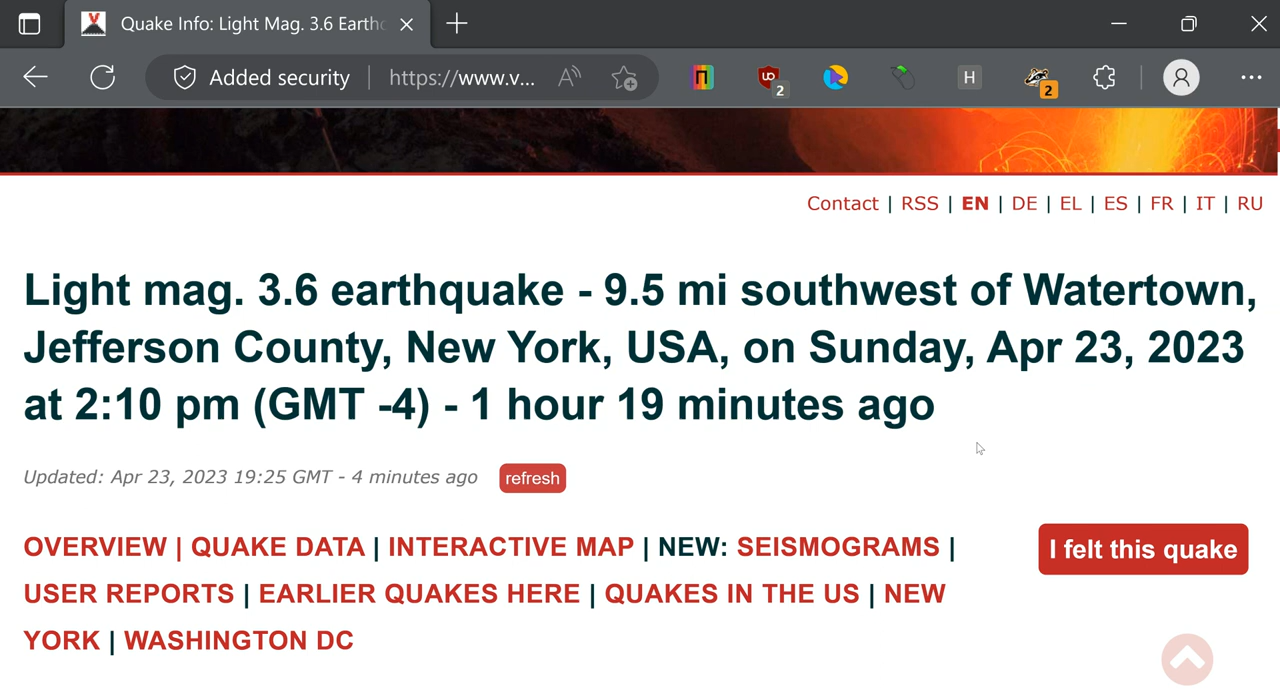 Quake Info: Light Mag. 3.6 Earth
Added security | https://www.v...
2
H
2
Contact | RSS | EN | DE | EL | ES | FR | IT | RU
Light mag. 3.6 earthquake - 9.5 mi southwest of Watertown,
Jefferson County, New York, USA, on Sunday, Apr 23, 2023
at 2:10 pm (GMT -4) - 1 hour 19 minutes ago
Updated: Apr 23, 2023 19:25 GMT - 4 minutes ago refresh
OVERVIEW | QUAKE DATA | INTERACTIVE MAP | NEW: SEISMOGRAMS |
I felt this quake
USER REPORTS | EARLIER QUAKES HERE | QUAKES IN THE US | NEW
YORK | WASHINGTON DC